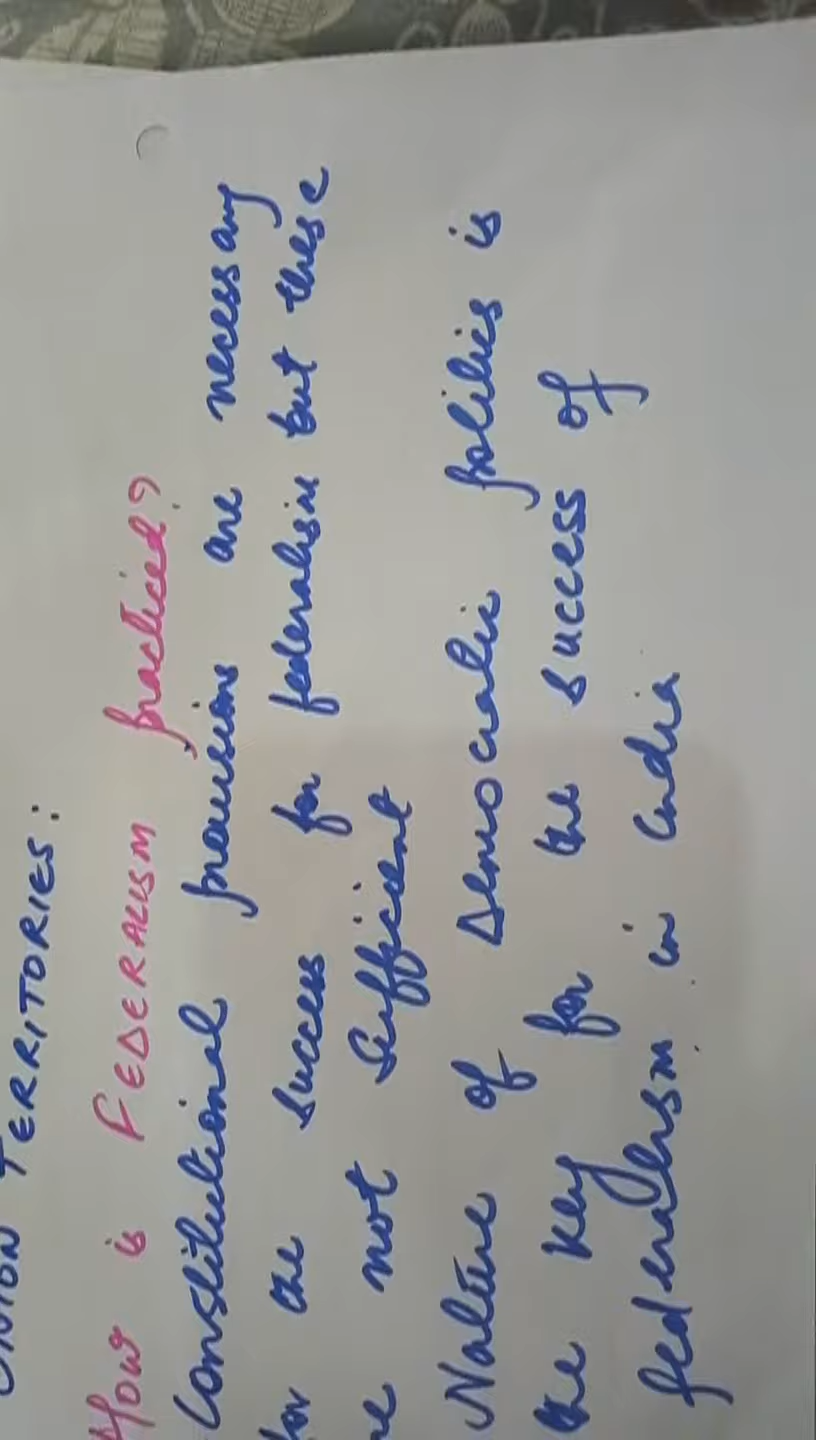 UNION TERRITORIES:
How is FEDERALISM practiced?
Constitutional provisions are necessary
for the success for federalism but these
not Sufficient
Nature of Democratic politics is
the key for the success of
federalism in India